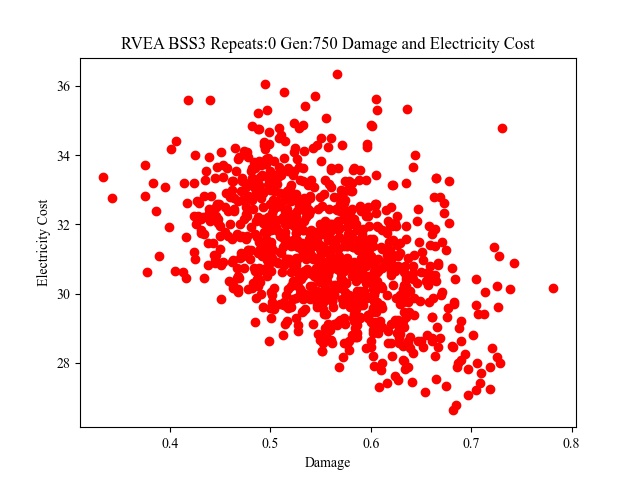 RVEA BSS3 Repeats:0 Gen:750 Damage and Electricity Cost
36
34
32
30
28
Electricity Cost
0.4 0.5 0.6 0.7 0.8
Damage